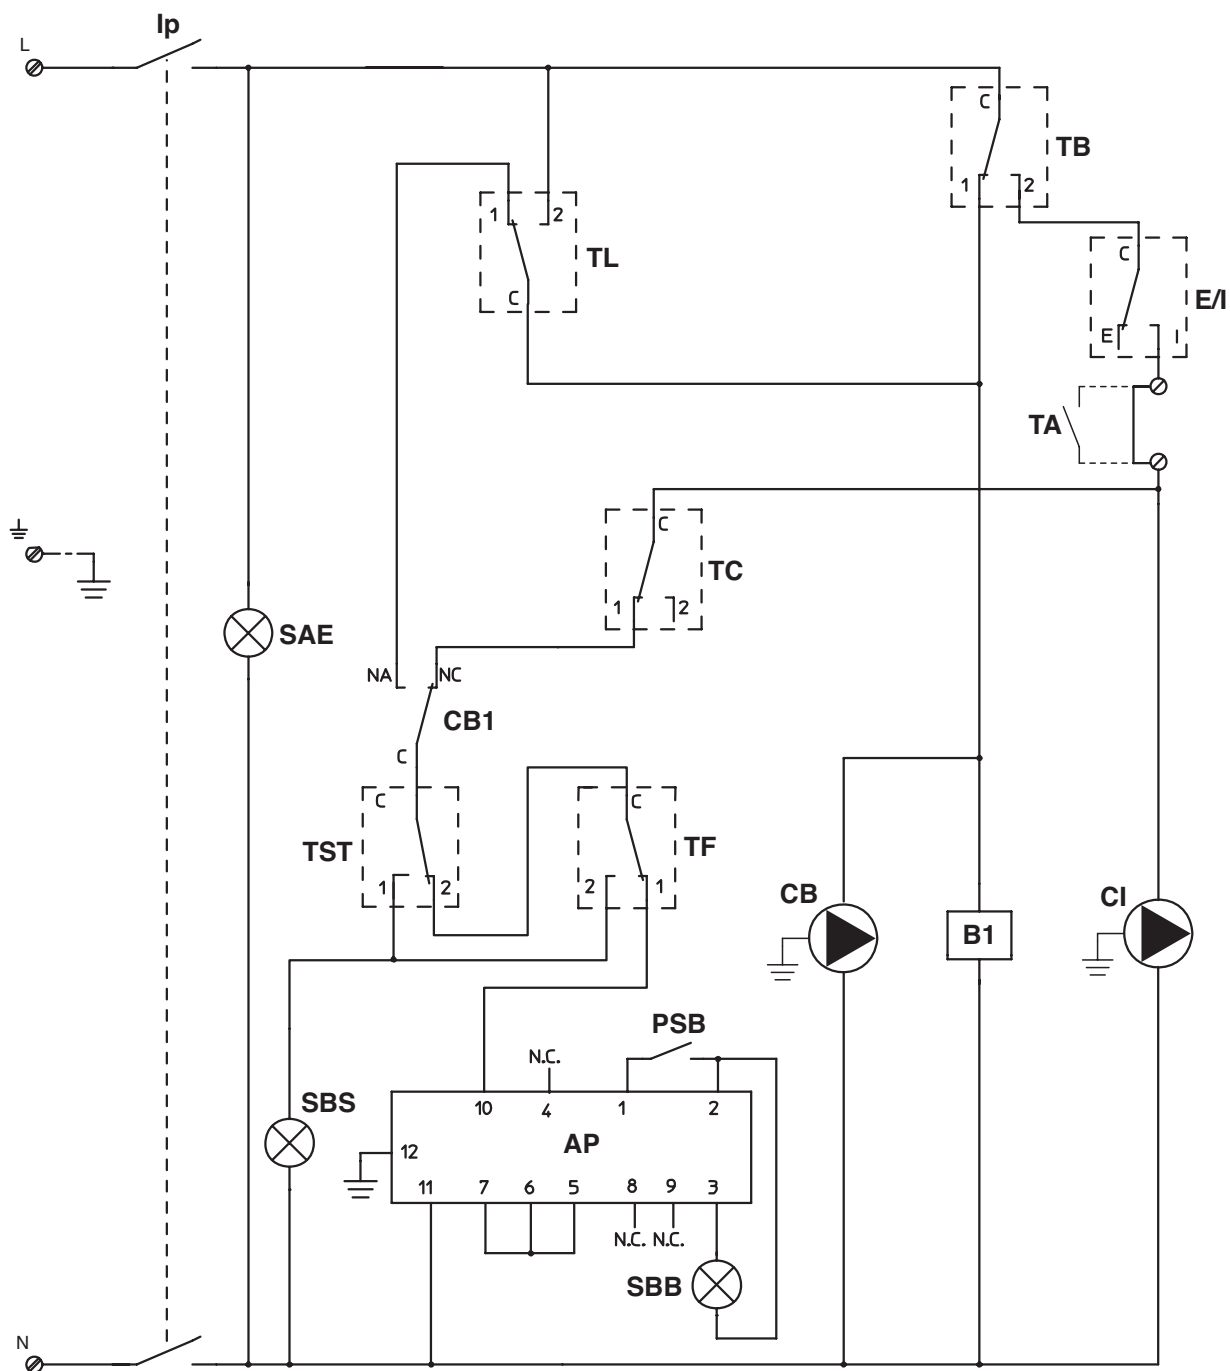 L
Ip
C
TB
1 2
1 2
TL
C
C
E/I
E I
TA
C
TC
1 2
SAE
NA NC
CB1
C
C
C
TST
TF
1 2
2 1
CB
B1
CI
PSB
N.C.
SBS
10 4 1 2
AP
12
11 7 6 5 8 9 3
N.C. N.C.
SBB
N